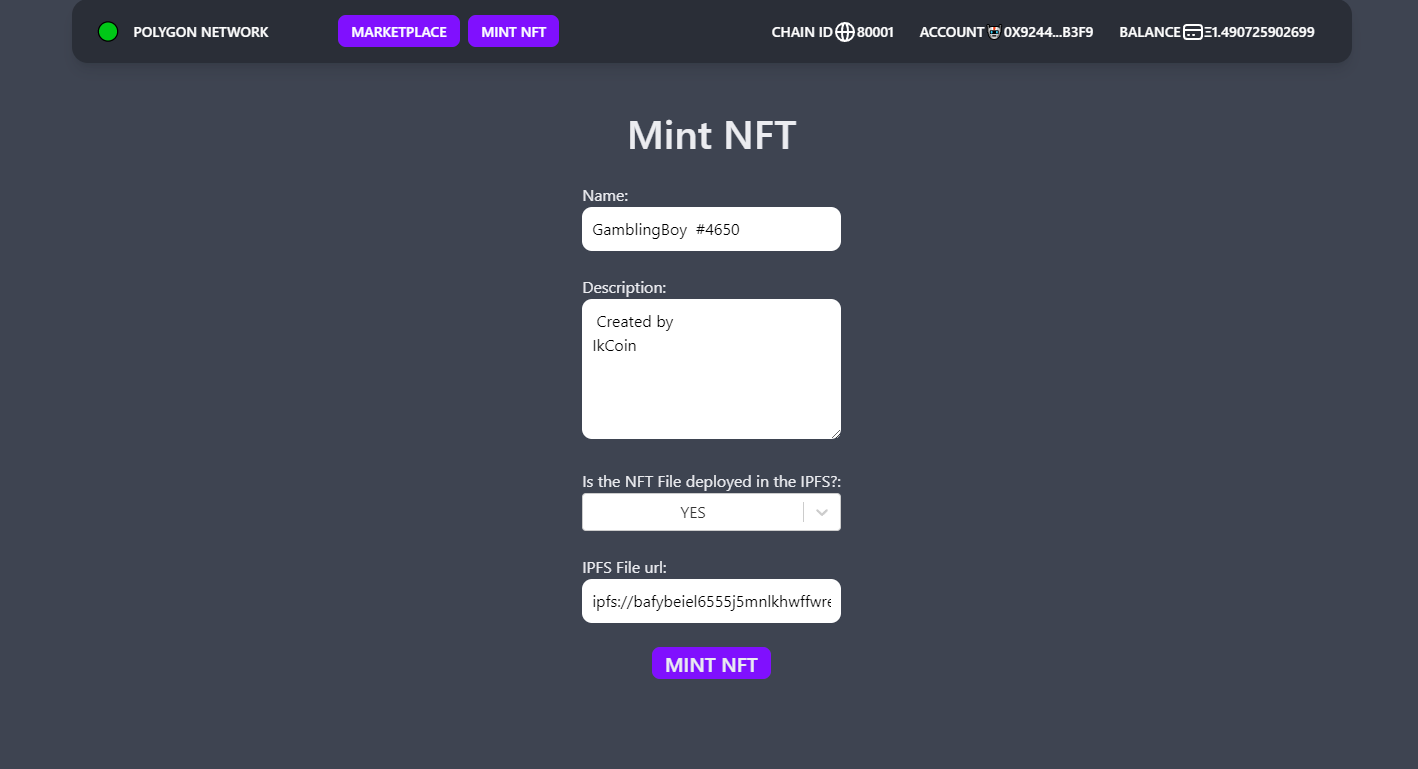 POLYGON NETWORK MARKETPLACE MINT NFT CHAIN ID 80001 ACCOUNT 0X9244...B3F9 BALANCE Ξ1.490725902699
Mint NFT
Name:
GamblingBoy #4650
Description:
Created by
IkCoin
Is the NFT File deployed in the IPFS?:
YES
IPFS File url:
ipfs://bafybeiel6555j5mnlkhwffwre
MINT NFT